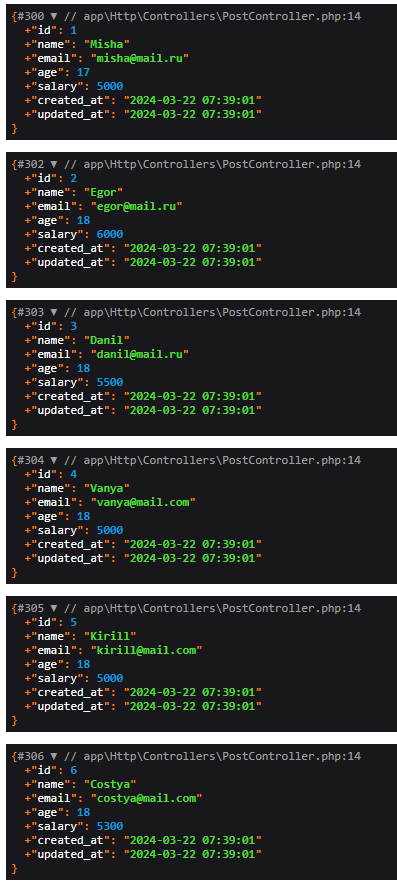 {#300 ▼ // app\Http\Controllers\PostController.php:14
+"id": 1
+"name": "Misha"
+"email": "misha@mail.ru"
+"age": 17
+"salary": 5000
+"created_at": "2024-03-22 07:39:01"
+"updated_at": "2024-03-22 07:39:01"
}
{#302 ▼ // app\Http\Controllers\PostController.php:14
+"id": 2
+"name": "Egor"
+"email": "egor@mail.ru"
+"age": 18
+"salary": 6000
+"created_at": "2024-03-22 07:39:01"
+"updated_at": "2024-03-22 07:39:01"
}
{#303 ▼ // app\Http\Controllers\PostController.php:14
+"id": 3
+"name": "Danil"
+"email": "danil@mail.ru"
+"age": 18
+"salary": 5500
+"created_at": "2024-03-22 07:39:01"
+"updated_at": "2024-03-22 07:39:01"
}
{#304 ▼ // app\Http\Controllers\PostController.php:14
+"id": 4
+"name": "Vanya"
+"email": "vanya@mail.com"
+"age": 18
+"salary": 5000
+"created_at": "2024-03-22 07:39:01"
+"updated_at": "2024-03-22 07:39:01"
}
{#305 ▼ // app\Http\Controllers\PostController.php:14
+"id": 5
+"name": "Kirill"
+"email": "kirill@mail.com"
+"age": 18
+"salary": 5000
+"created_at": "2024-03-22 07:39:01"
+"updated_at": "2024-03-22 07:39:01"
}
{#306 ▼ // app\Http\Controllers\PostController.php:14
+"id": 6
+"name": "Costya"
+"email": "costya@mail.com"
+"age": 18
+"salary": 5300
+"created_at": "2024-03-22 07:39:01"
+"updated_at": "2024-03-22 07:39:01"
}